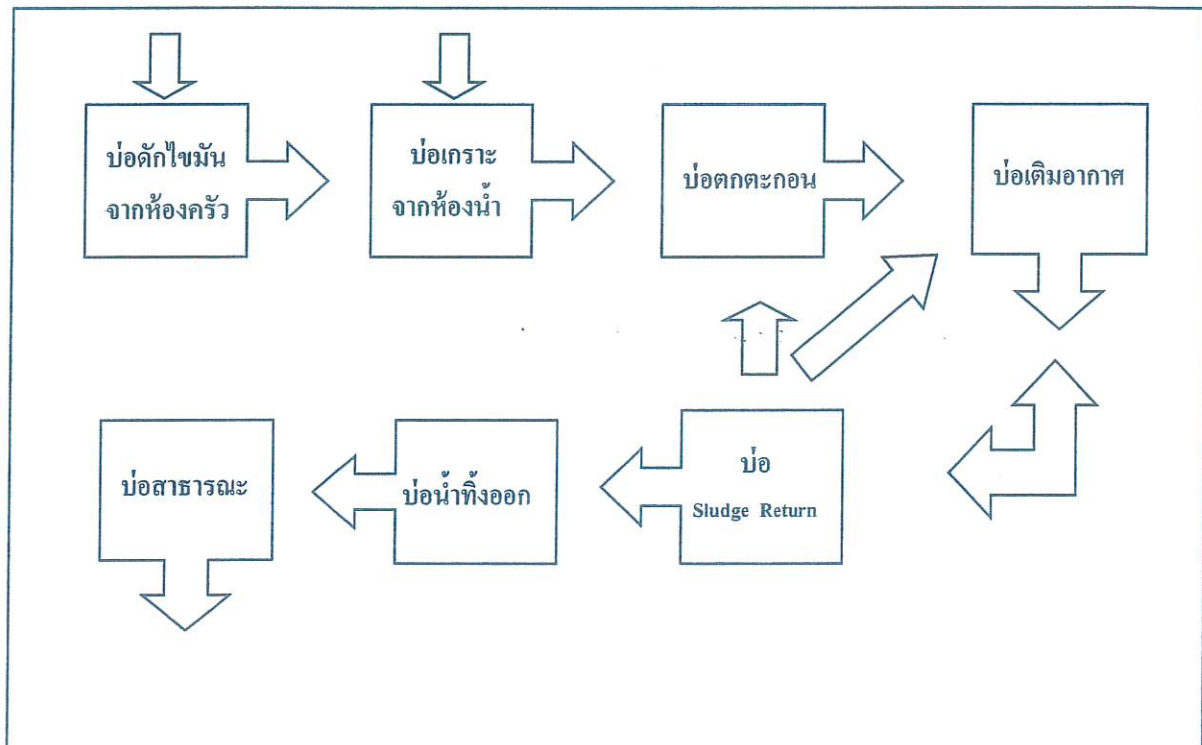 บ่อดักไขมัน
จากห้องครัว
บ่อเกราะ
จากห้องน้ำ
บ่อตกตะกอน
บ่อเติมอากาศ
บ่อสาธารณะ
บ่อน้ำทิ้งออก
บ่อ
Sludge Return